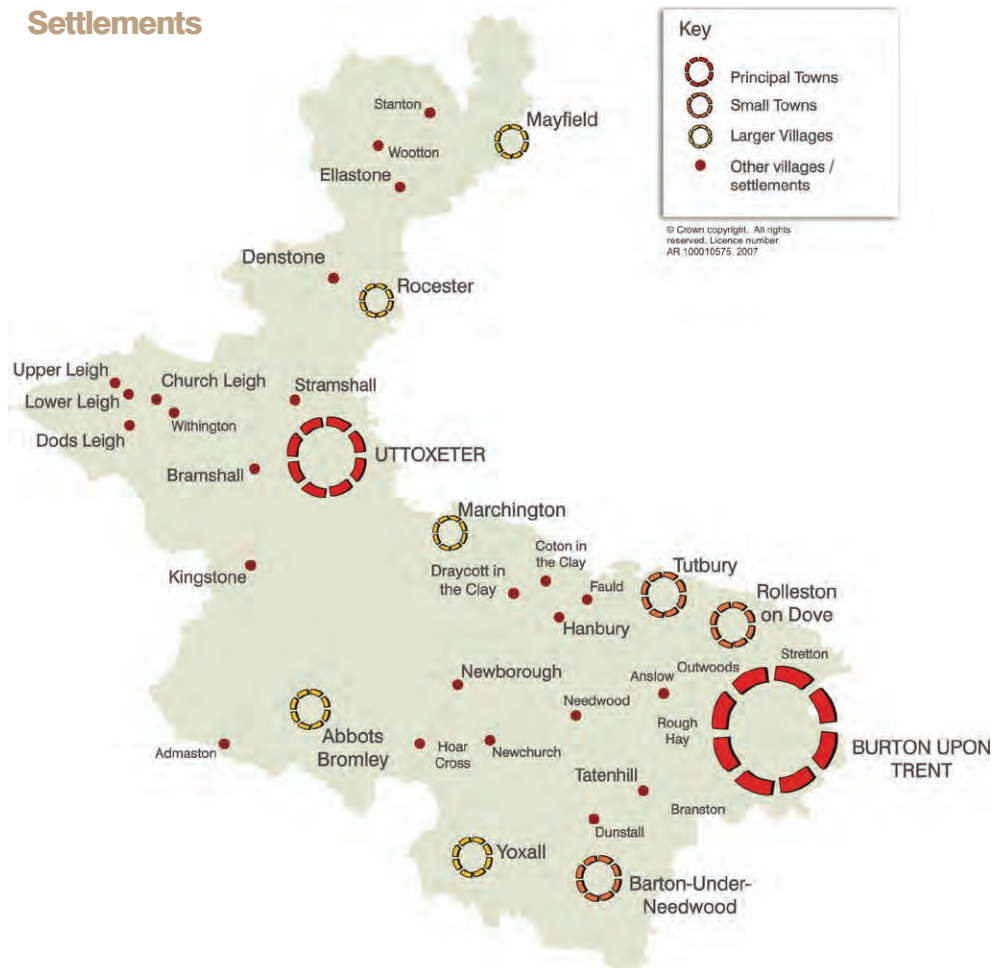 Settlements
Key
Principal Towns
Small Towns
Larger Villages
Other villages /
settlements
© Crown copyright. All rights
reserved. Licence number
AR 100010575. 2007
Stanton
Mayfield
Wootton
Ellastone
Denstone
Rocester
Upper Leigh
Church Leigh
Stramshall
Lower Leigh
Withington
Dods Leigh
UTTOXETER
Bramshall
Marchington
Coton in
the Clay
Kingstone
Draycott in
the Clay
Fauld
Tutbury
Hanbury
Rolleston
on Dove
Stretton
Outwoods
Newborough
Anslow
Needwood
Rough
Hay
Abbots
Bromley
Admaston
Hoar
Cross
Newchurch
BURTON UPON
TRENT
Tatenhill
Branston
Dunstall
Yoxall
Barton-Under-
Needwood